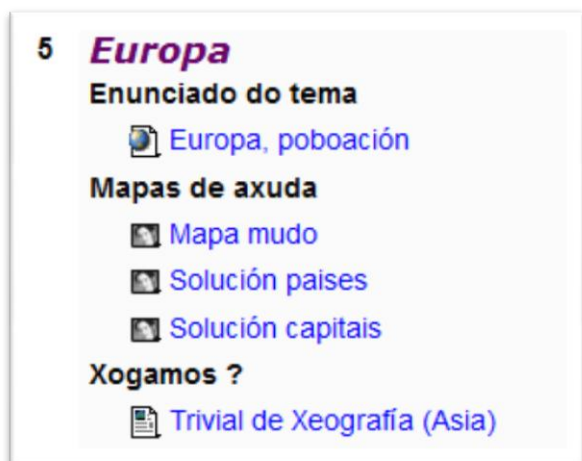 5 Europa
Enunciado do tema
Europa, poboación
Mapas de axuda
Mapa mudo
Solución paises
Solución capitais
Xogamos ?
Trivial de Xeografía (Asia)